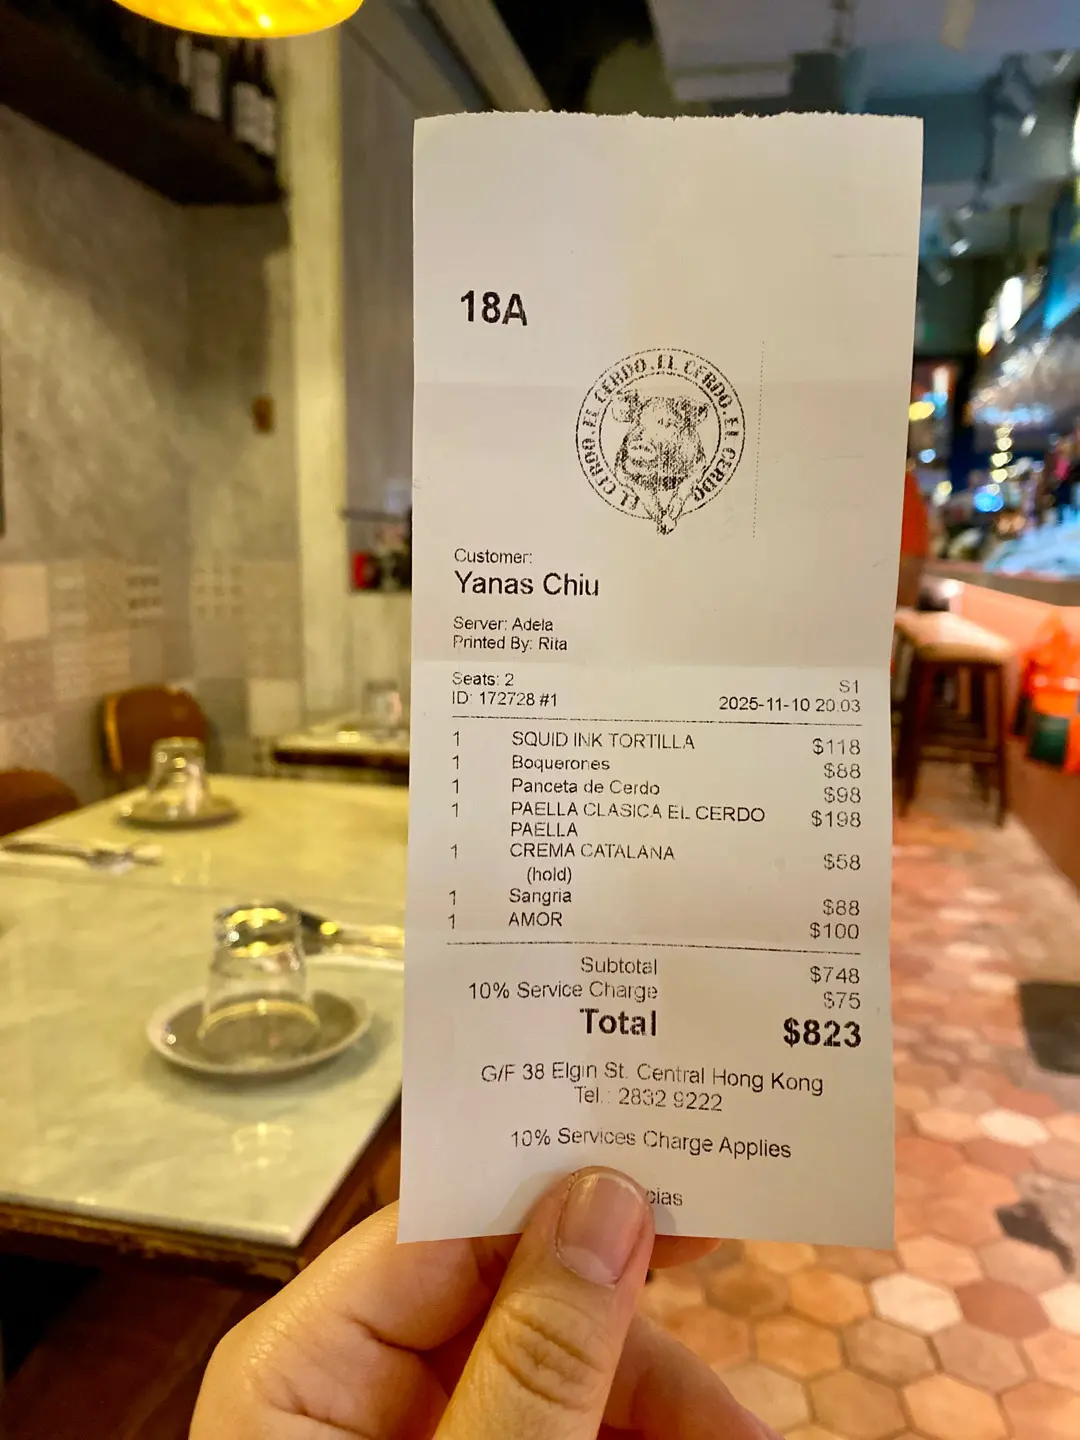 18A
EL CERDO. EL CERDO. EL CERDO. EL CERDO
Customer:
Yanas Chiu
Server: Adela
Printed By: Rita
Seats: 2 S1
ID: 172728 #1 2025-11-10 20:03
1 SQUID INK TORTILLA $118
1 Boquerones $88
1 Panceta de Cerdo $98
1 PAELLA CLASICA EL CERDO $198
PAELLA
1 CREMA CATALANA $58
(hold)
1 Sangria $88
1 AMOR $100
Subtotal $748
10% Service Charge $75
Total $823
G/F 38 Elgin St. Central Hong Kong
Tel.: 2832 9222
10% Services Charge Applies